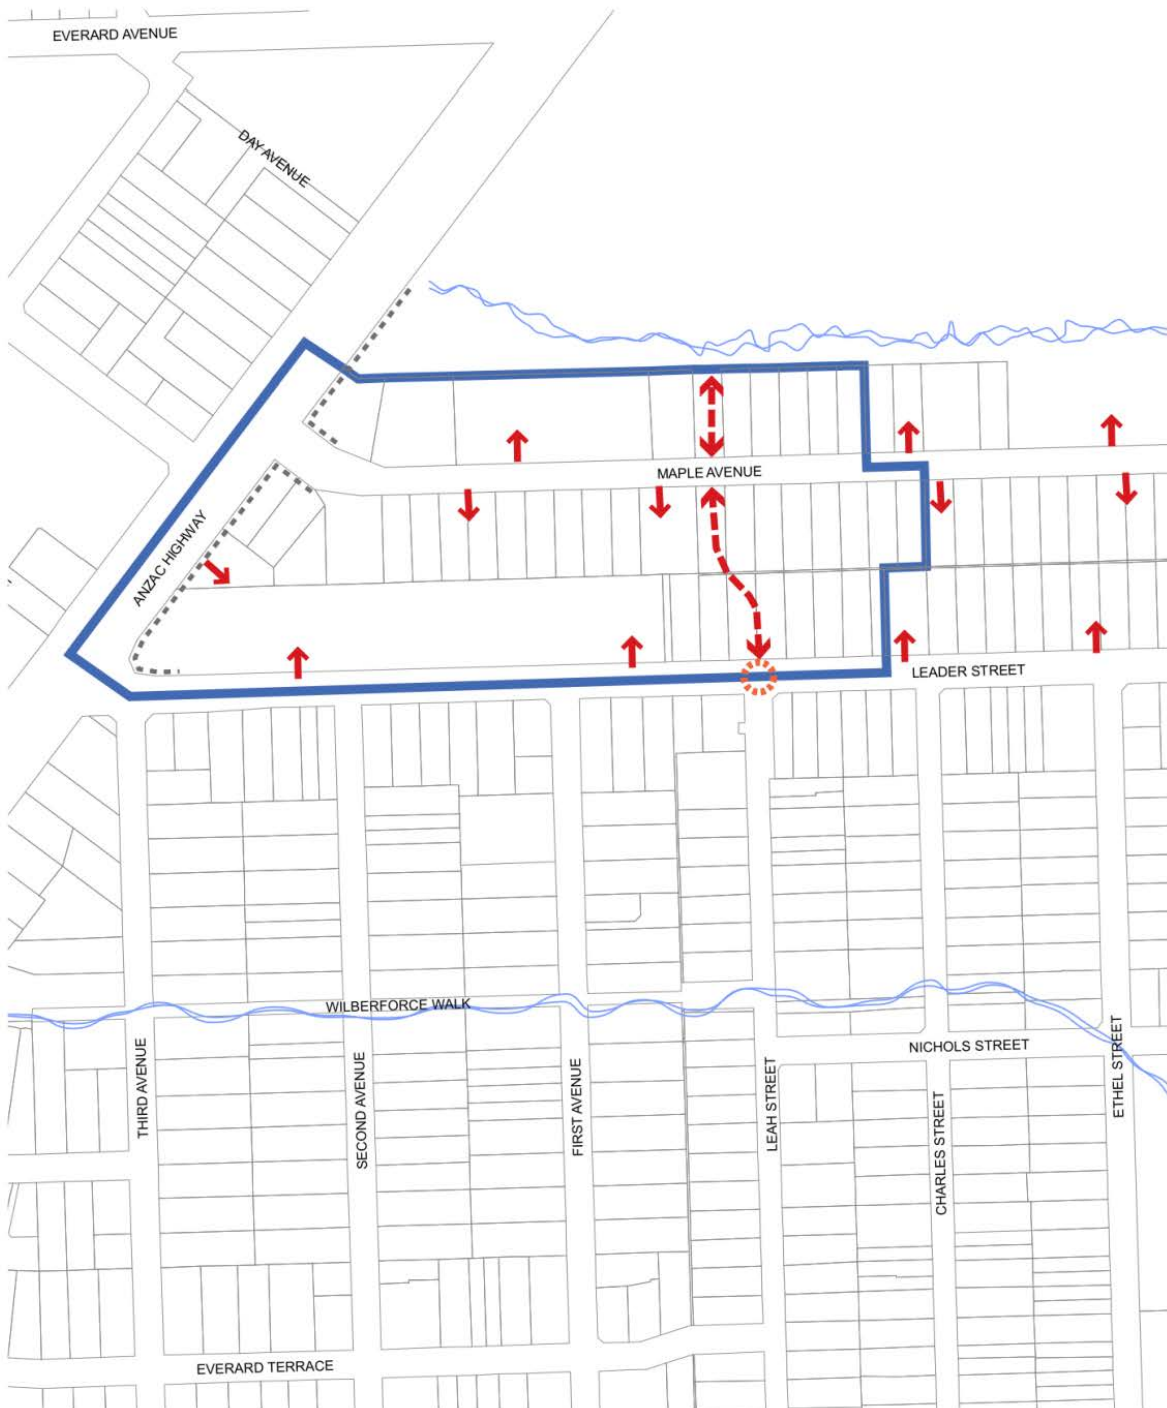 EVERARD AVENUE
DAY AVENUE
MAPLE AVENUE
ANZAC HIGHWAY
LEADER STREET
WILBERFORCE WALK
NICHOLS STREET
THIRD AVENUE
SECOND AVENUE
FIRST AVENUE
LEAH STREET
CHARLES STREET
ETHEL STREET
EVERARD TERRACE